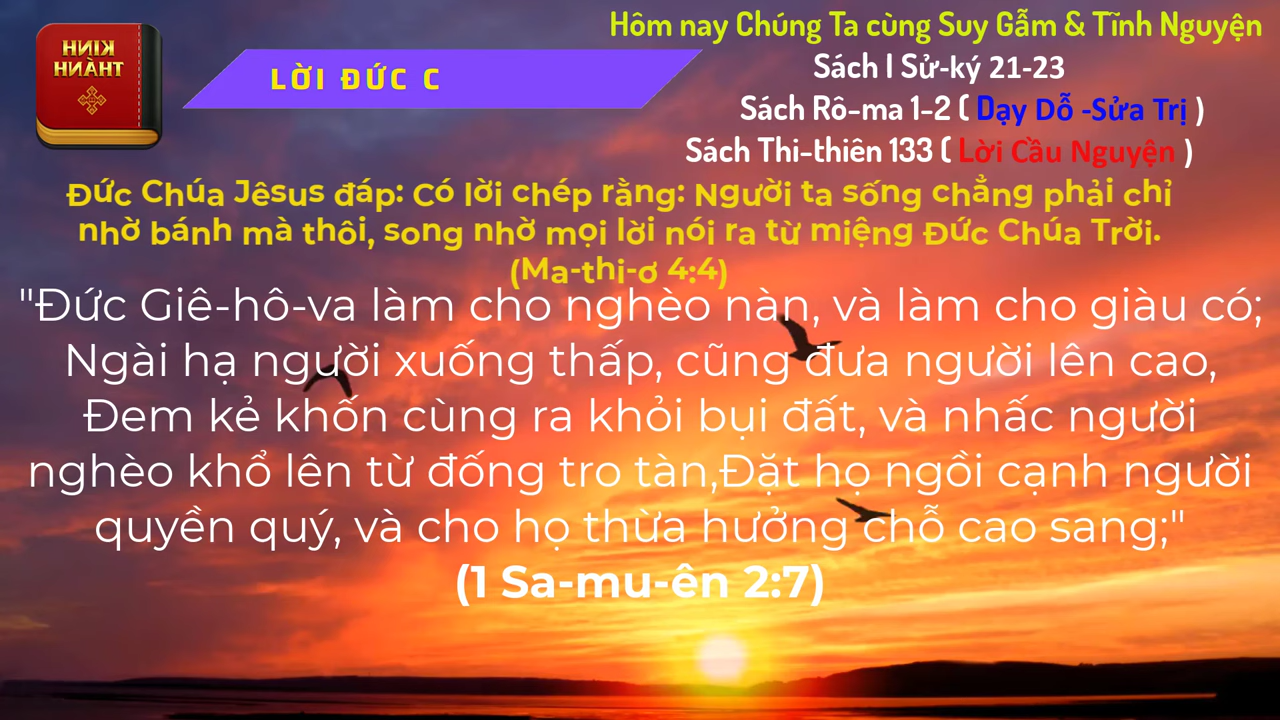 KINH
THÀNH
LỜI ĐỨC C
Hôm nay Chúng Ta cùng Suy Gẫm & Tĩnh Nguyện
Sách I Sử-ký 21-23
Sách Rô-ma 1-2 ( Dạy Dỗ -Sửa Trị )
Sách Thi-thiên 133 ( Lời Cầu Nguyện )
Đức Chúa Jêsus đáp: Có lời chép rằng: Người ta sống chẳng phải chỉ
nhờ bánh mà thôi, song nhờ mọi lời nói ra từ miệng Đức Chúa Trời.
(Ma-thi-ơ 4:4)
"Đức Giê-hô-va làm cho nghèo nàn, và làm cho giàu có;
Ngài hạ người xuống thấp, cũng đưa người lên cao,
Đem kẻ khốn cùng ra khỏi bụi đất, và nhấc người
nghèo khổ lên từ đống tro tàn,Đặt họ ngồi cạnh người
quyền quý, và cho họ thừa hưởng chỗ cao sang;"
(1 Sa-mu-ên 2:7)